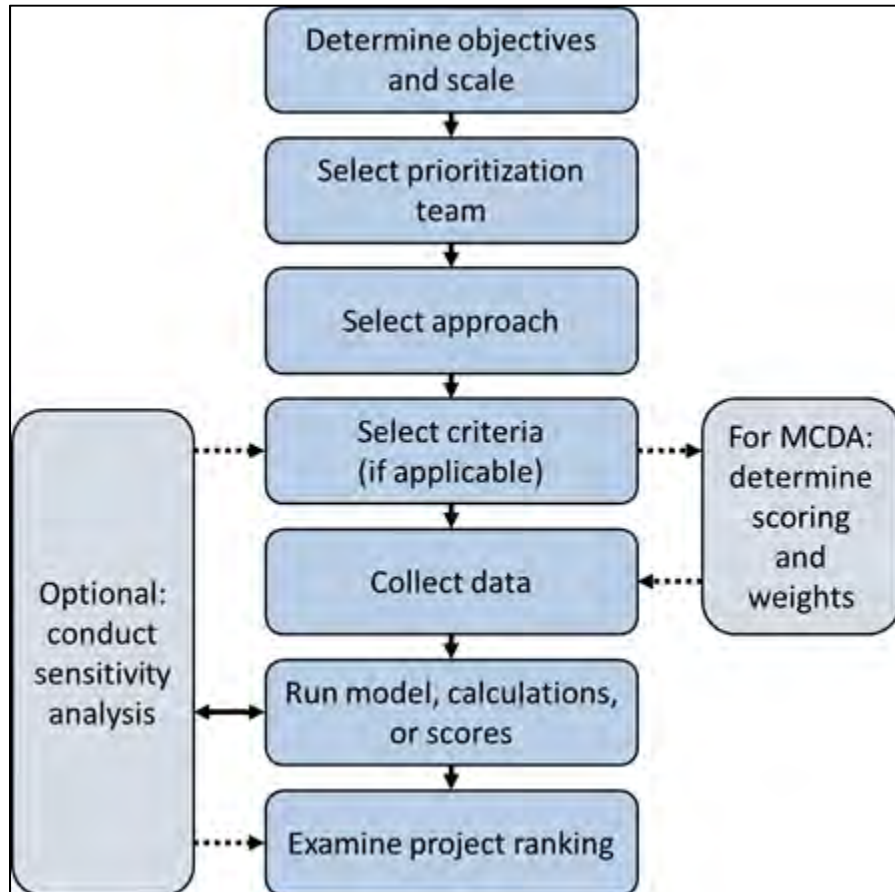 Determine objectives
and scale
Select prioritization
team
Select approach
Select criteria
(if applicable)
For MCDA:
determine
scoring
and
weights
Collect data
Optional:
conduct
sensitivity
analysis
Run model, calculations,
or scores
Examine project ranking